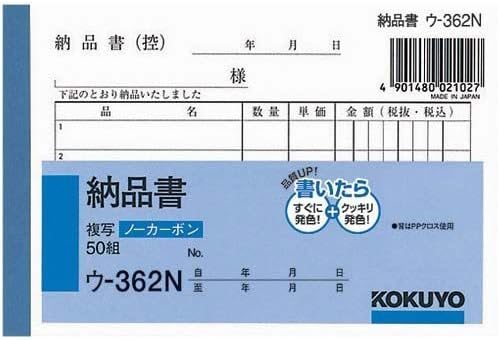 納品書 ウ-362N
納品書(控) 年 月 日
様
4 901480 021027
MADE IN JAPAN
下記のとおり納品いたしました
品 名 数量 単価 金額(税抜・税込)
1
2
納品書
品質UP!
書いたら
すぐに発色!
+
クッキリ発色!
複写 ノーカーボン
50組
●背はPPクロス使用
No.
ウ-362N
自 年 月 日
至 年 月 日
KOKUYO